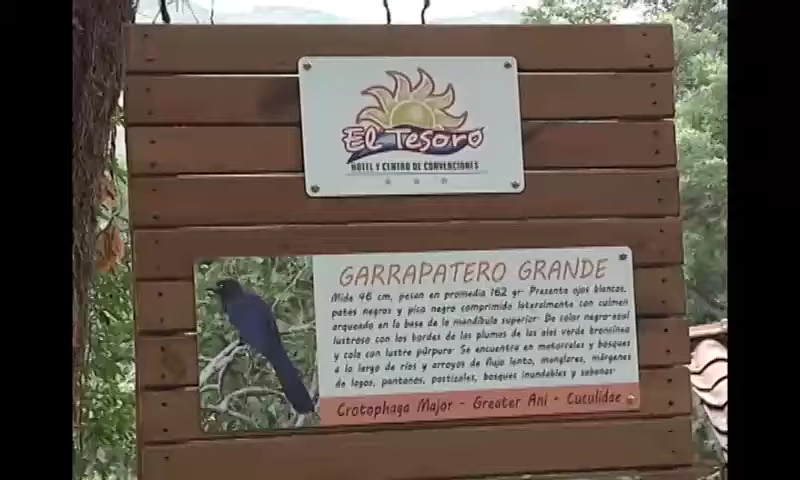 El Tesoro
HOTEL Y CENTRO DE CONVENCIONES
GARRAPATERO GRANDE
Mide 46 cm, pesan en promedio 162 gr. Presenta ojos blancos,
patas negras y pico negro comprimido lateralmente con culmen
arqueado en la base de la mandíbula superior. De color negro-azul
lustroso con los bordes de las plumas de las alas verde broncíneo
y cola con lustre púrpura. Se encuentra en matorrales y bosques
a lo largo de ríos y arroyos de flujo lento, manglares, márgenes
de lagos, pantanos, pastizales, bosques inundables y sabanas.
Crotophaga Major - Greater Ani - Cuculidae